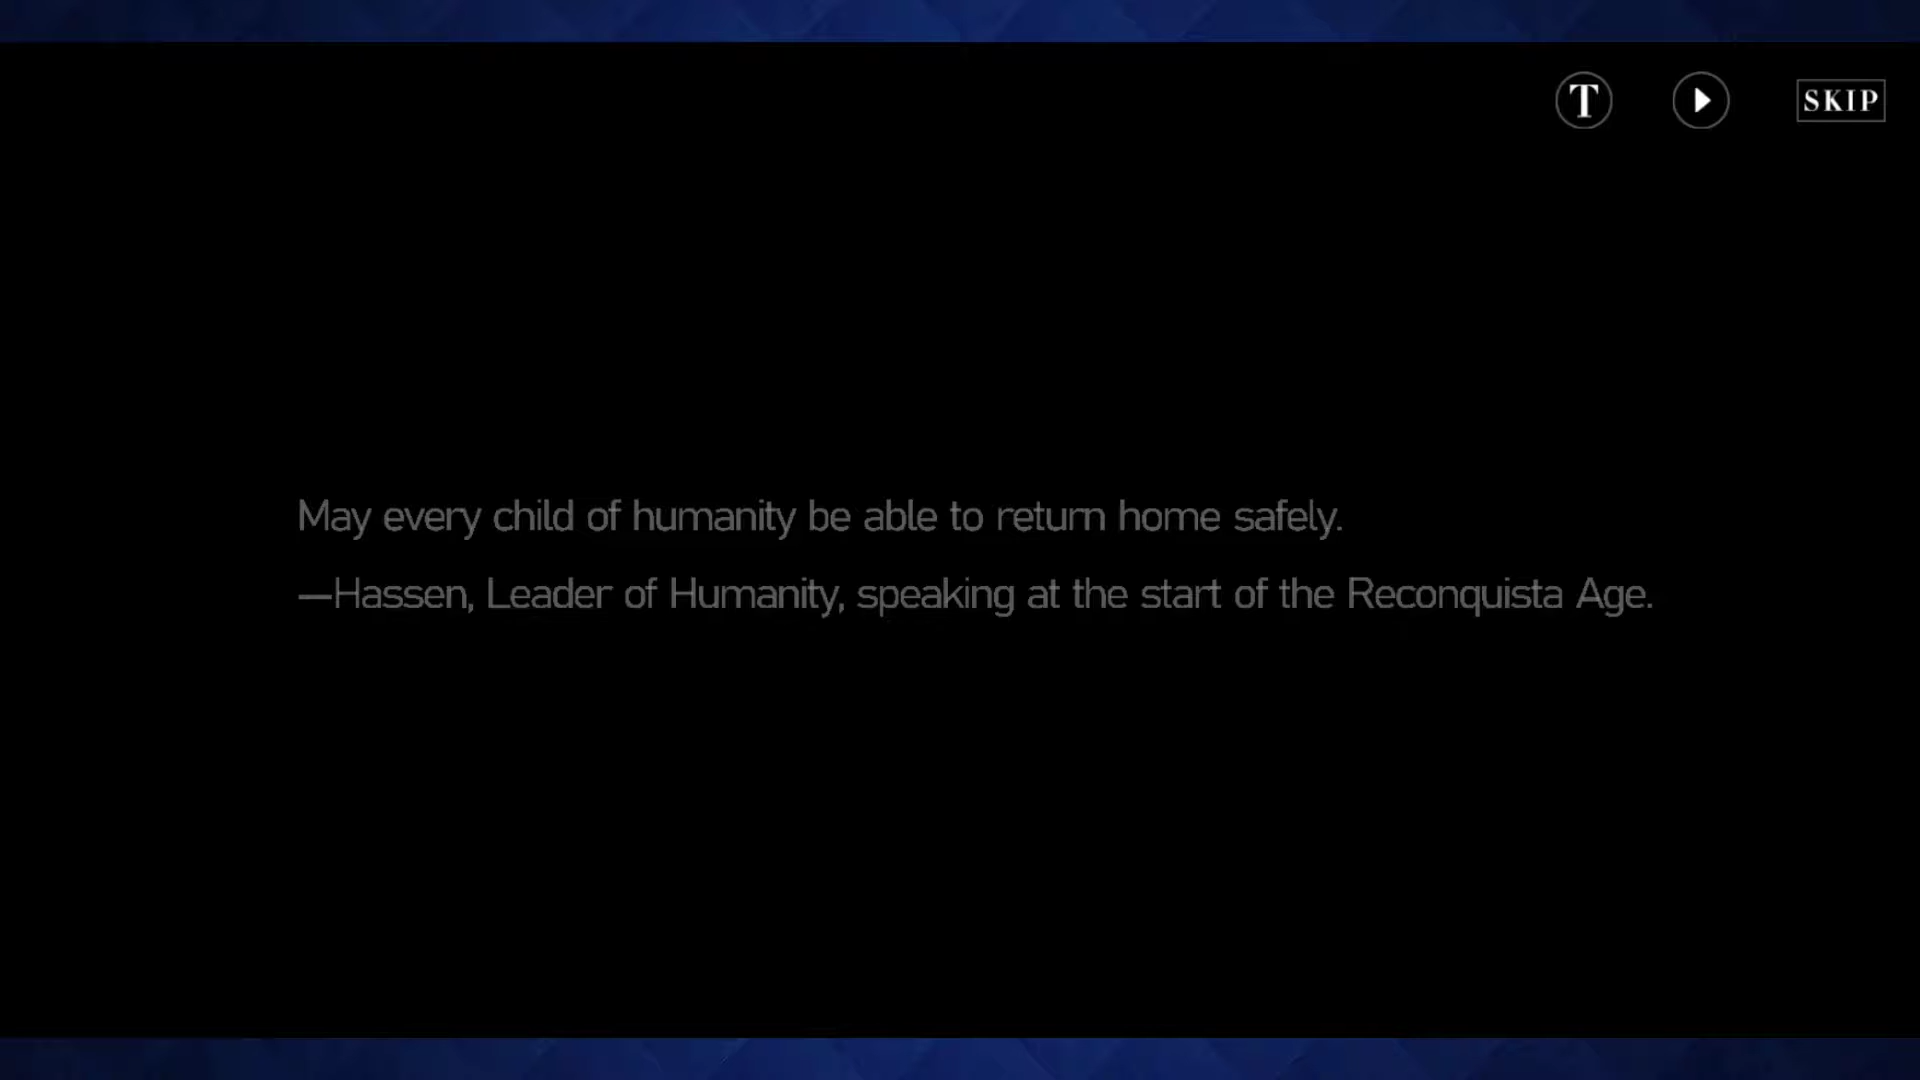 T
SKIP
May every child of humanity be able to return home safely.
—Hassen, Leader of Humanity, speaking at the start of the Reconquista Age.